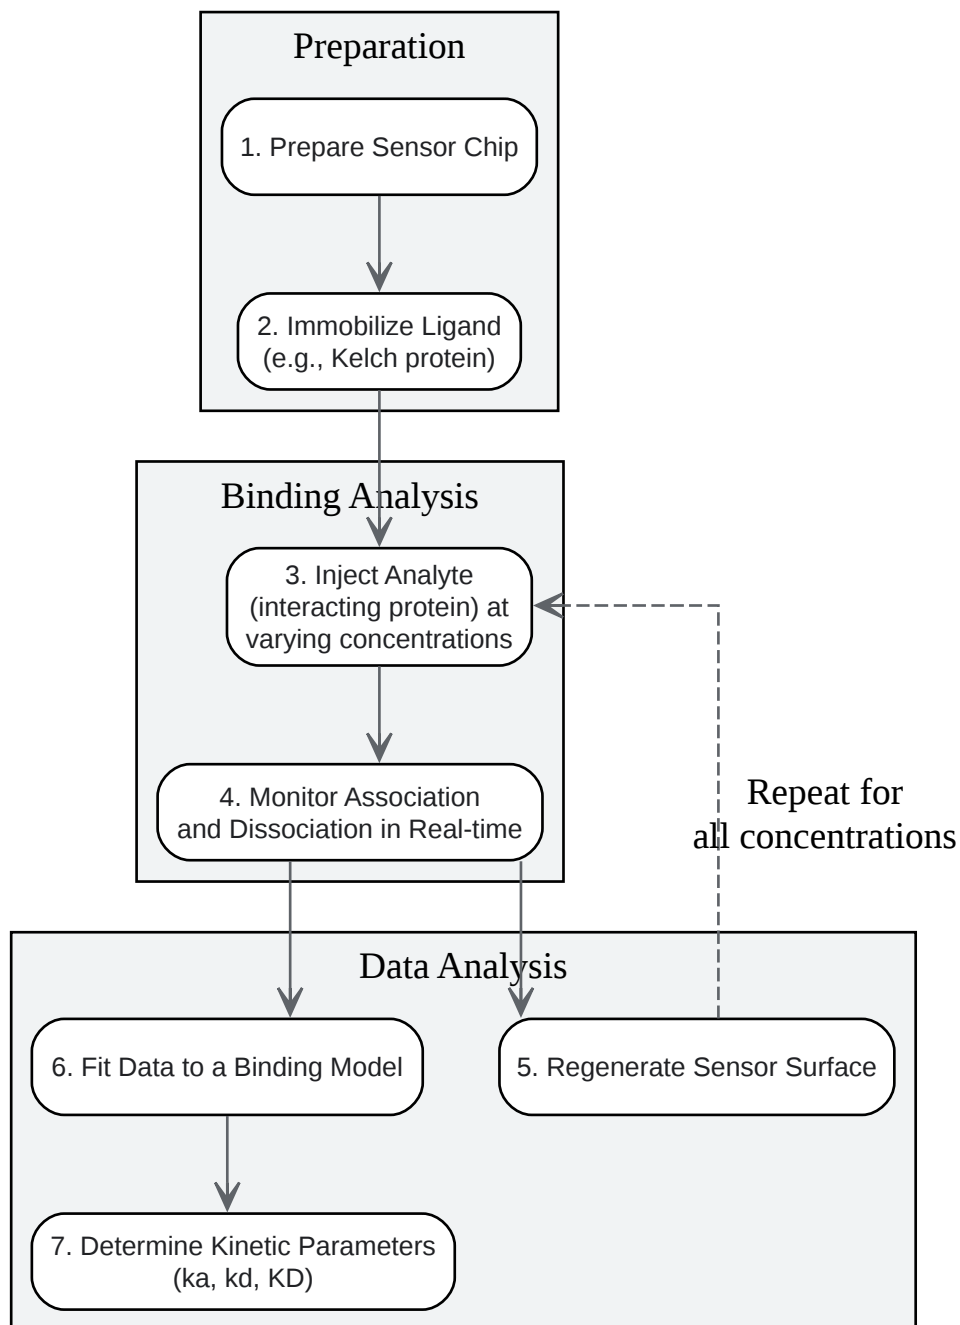 Preparation
1. Prepare Sensor Chip
2. Immobilize Ligand
(e.g., Kelch protein)
Binding Analysis
3. Inject Analyte
(interacting protein) at
varying concentrations
4. Monitor Association
and Dissociation in Real-time
Repeat for
all concentrations
Data Analysis
6. Fit Data to a Binding Model
5. Regenerate Sensor Surface
7. Determine Kinetic Parameters
(ka, kd, KD)